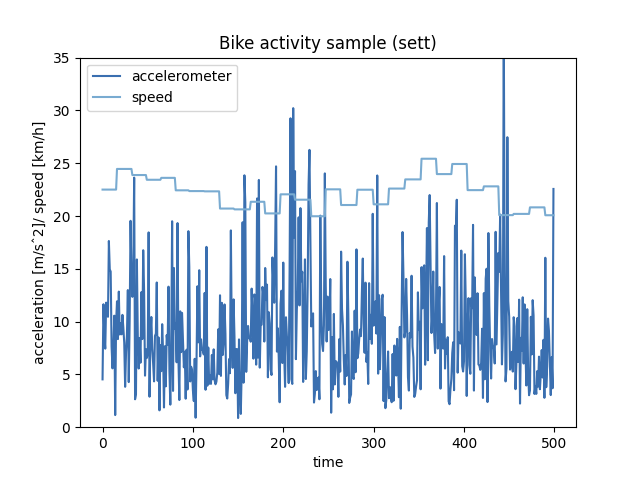 Bike activity sample (sett)
accelerometer
speed
acceleration [m/s^2]/ speed [km/h]
35
30
25
20
15
10
5
0
0 100 200 300 400 500
time